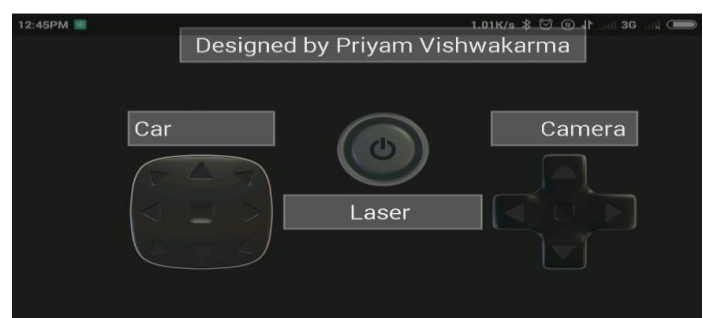 12:45PM 1.01K/s 3G
Designed by Priyam Vishwakarma
Car
Camera
Laser